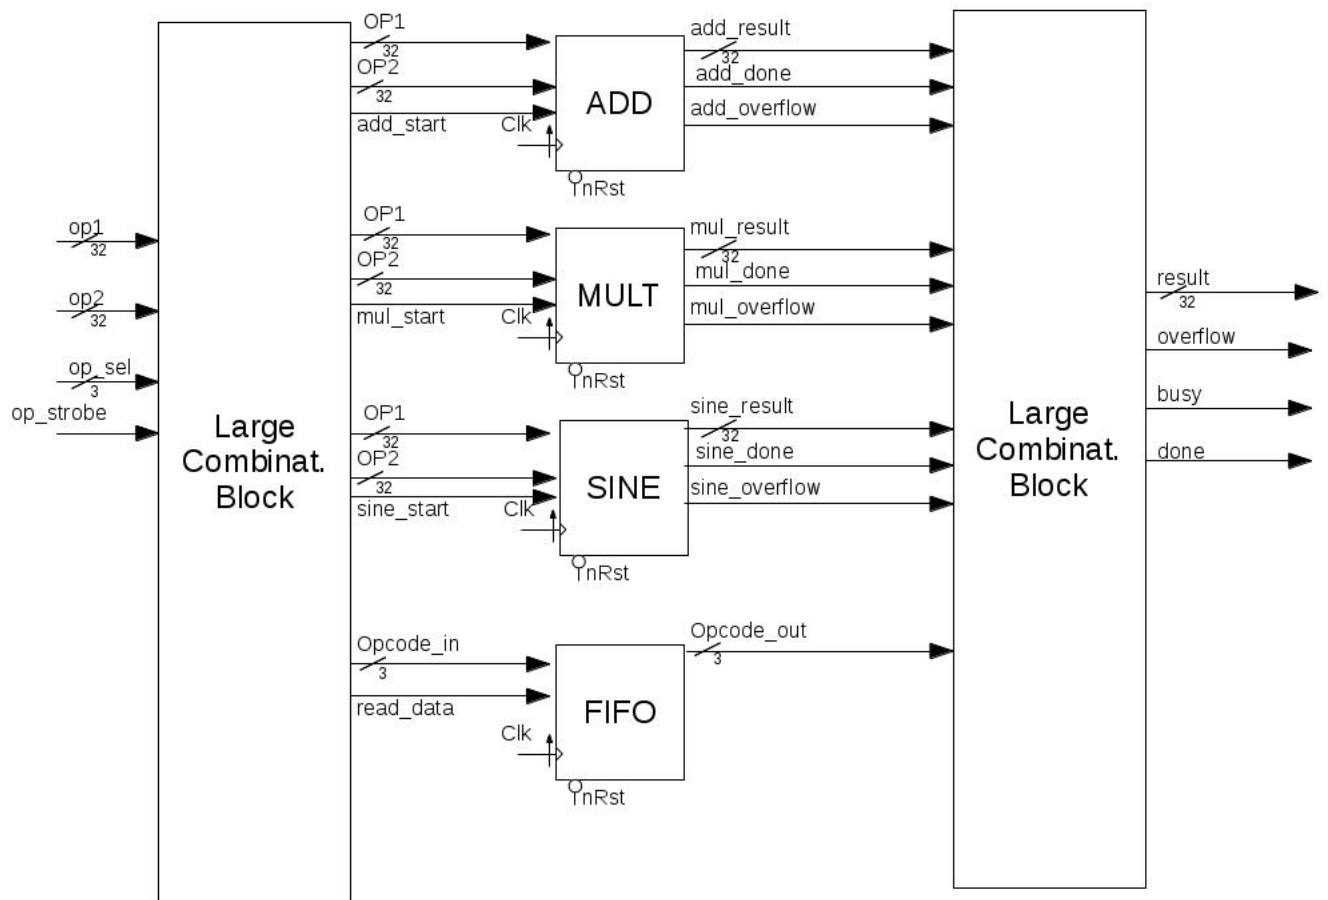 op1
32
op2
32
op_sel
3
op_strobe
Large
Combinat.
Block
OP1
32
OP2
32
add_start
Clk
ADD
nRst
add_result
32
add_done
add_overflow
OP1
32
OP2
32
mul_start
Clk
MULT
nRst
mul_result
32
mul_done
mul_overflow
OP1
32
OP2
32
sine_start
Clk
SINE
nRst
sine_result
32
sine_done
sine_overflow
Opcode_in
3
read_data
Clk
FIFO
nRst
Opcode_out
3
Large
Combinat.
Block
result
32
overflow
busy
done